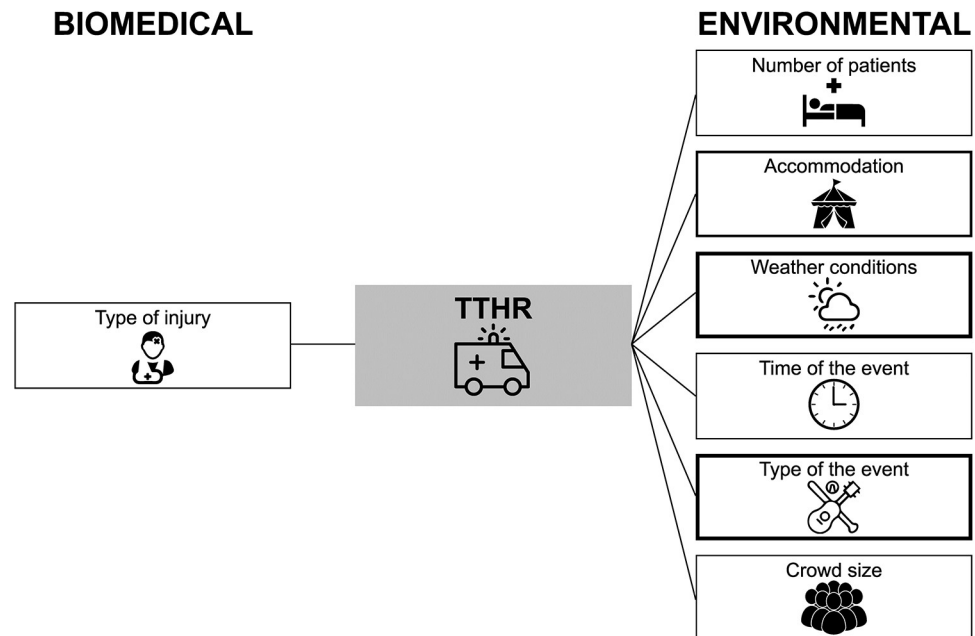 BIOMEDICAL
ENVIRONMENTAL
Number of patients
Accommodation
Weather conditions
Type of injury
TTHR
Time of the event
Type of the event
Crowd size